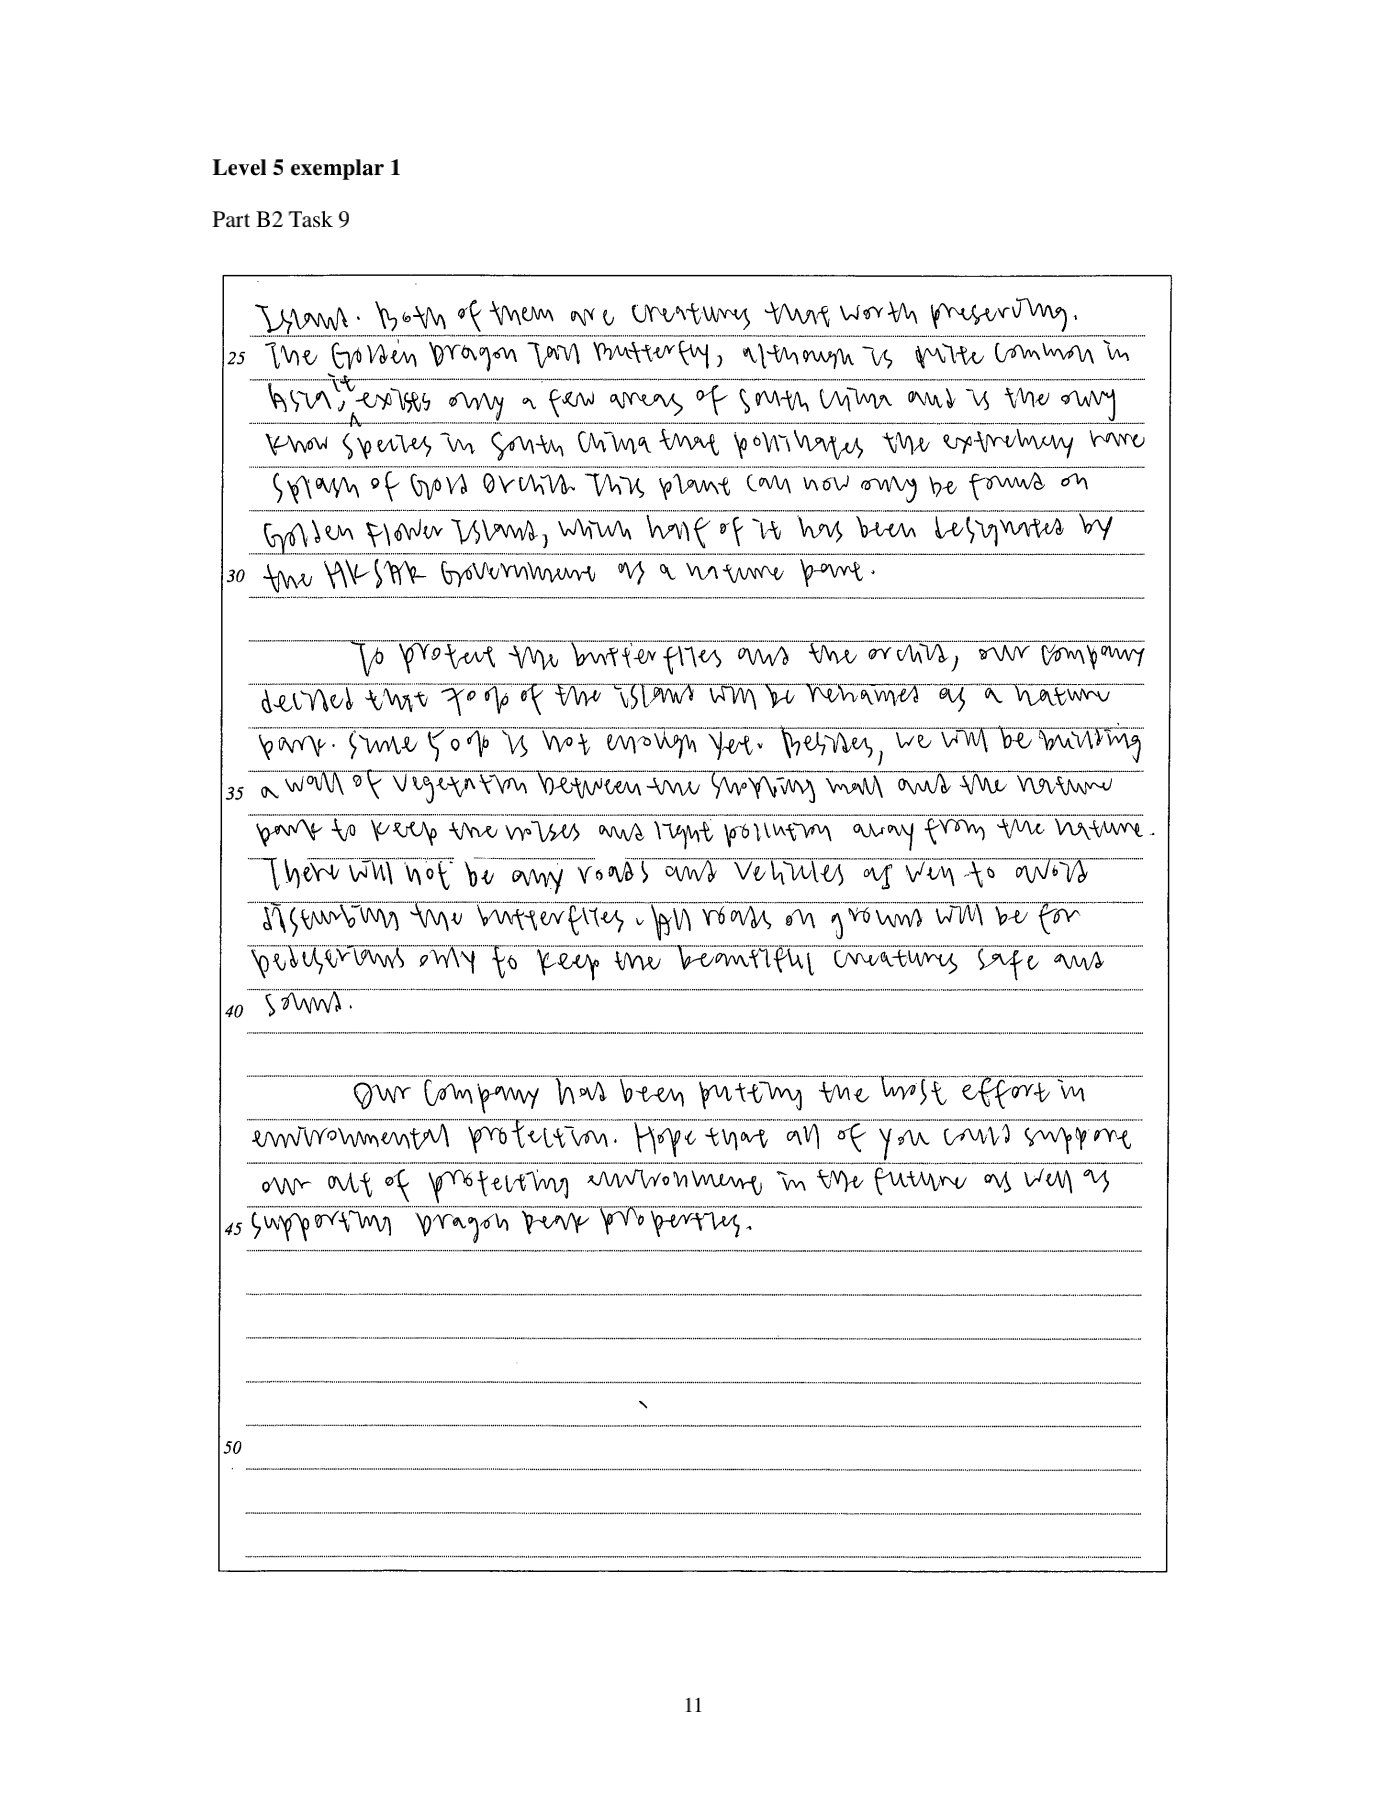 Level 5 exemplar 1
Part B2 Task 9
Island. Both of them are creatures that worth preserving.
25 The Golden Dragon Tail Butterfly, although is quite common in
Asia, it exists only a few areas of South China and is the only
know species in South China that pollinates the extremely rare
Splash of Gold Orchid. This plant can now only be found on
Golden Flower Island, which half of it has been designated by
30 the HKSAR Government as a nature park.
To protect the butterflies and the orchid, our company
decided that 70% of the island will be renamed as a nature
park. Since 50% is not enough yet. Besides, we will be building
35 a wall of vegetation between the shopping mall and the nature
park to keep the noises and light pollution away from the nature.
There will not be any roads and vehicles as well to avoid
disturbing the butterflies. All roads on ground will be for
pedestrians only to keep the beautiful creatures safe and
40 sound.
Our company has been putting the most effort in
environmental protection. Hope that all of you could support
our act of protecting environment in the future as well as
45 supporting Dragon Peak properties.
50
11